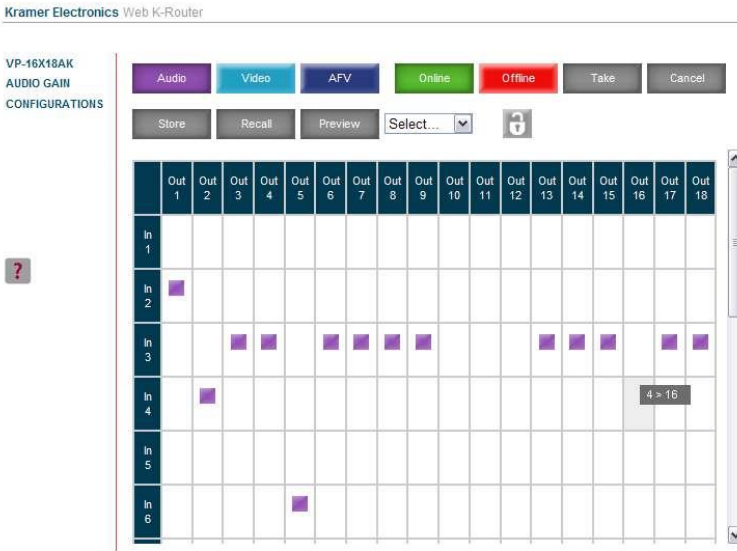 Kramer Electronics Web K-Router
VP-16X18AK
AUDIO GAIN
CONFIGURATIONS
Audio Video AFV Online Offline Take Cancel
Store Recall Preview Select...
Out Out Out Out Out Out Out Out Out Out Out Out Out Out Out Out Out Out
1 2 3 4 5 6 7 8 9 10 11 12 13 14 15 16 17 18
In
1
?
In
2
In
3
In
4
4 > 16
In
5
In
6